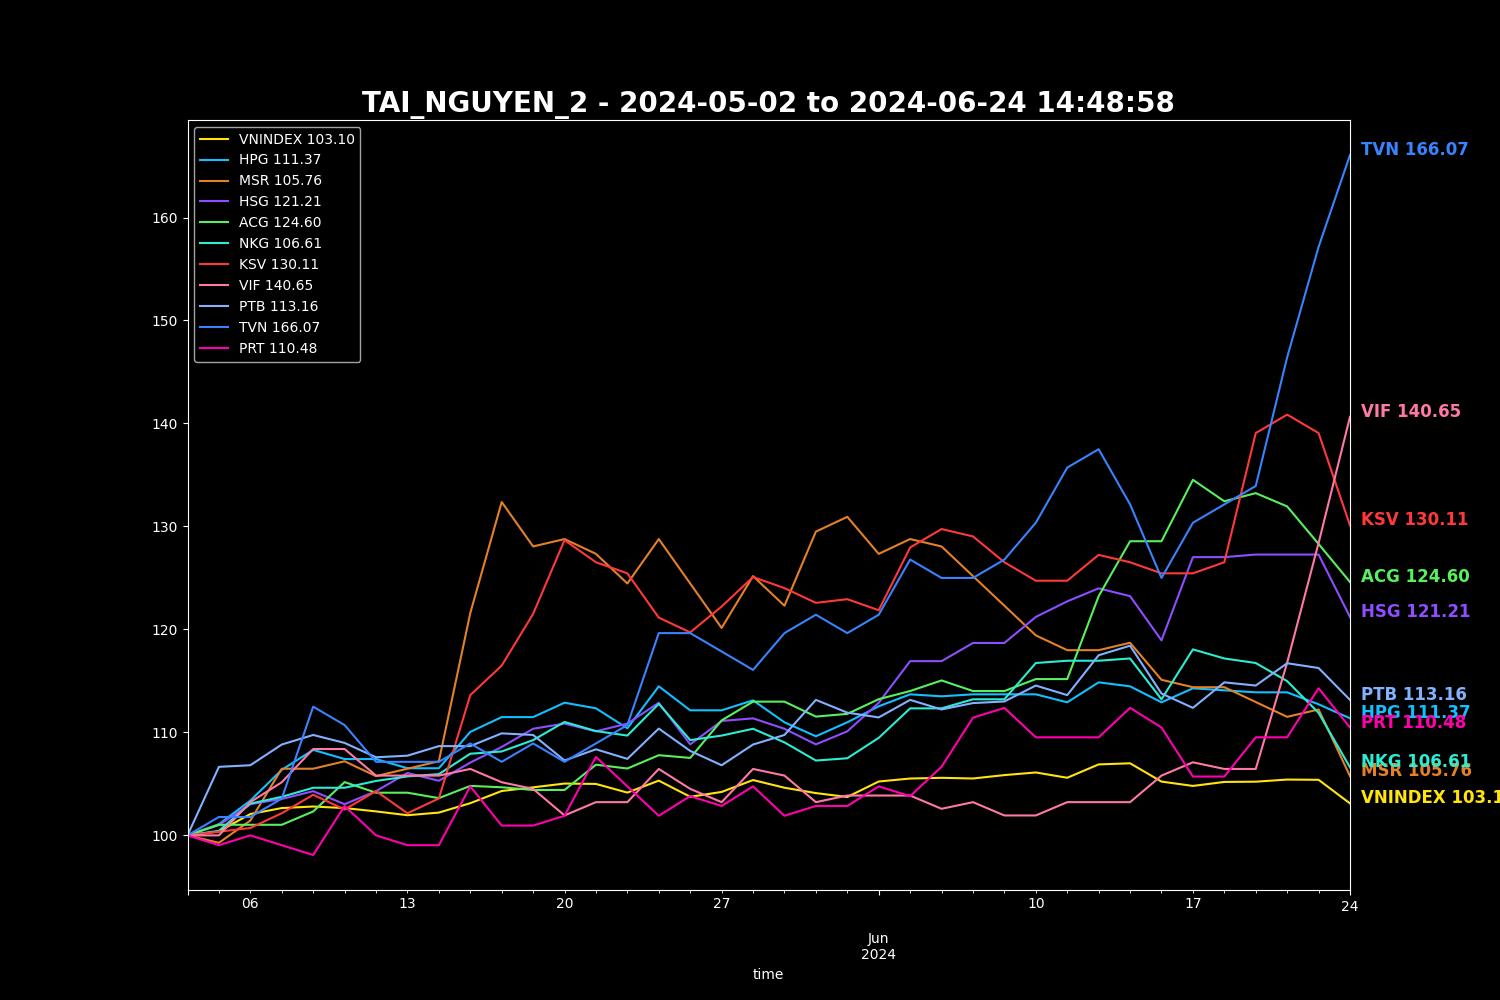 TAI_NGUYEN_2 - 2024-05-02 to 2024-06-24 14:48:58
VNINDEX 103.10
HPG 111.37
MSR 105.76
HSG 121.21
ACG 124.60
NKG 106.61
KSV 130.11
VIF 140.65
PTB 113.16
TVN 166.07
PRT 110.48
160
150
140
130
120
110
100
TVN 166.07
VIF 140.65
KSV 130.11
ACG 124.60
HSG 121.21
PTB 113.16
HPG 111.37
PRT 110.48
NKG 106.61
MSR 105.76
VNINDEX 103.1
06 13 20 27 10 17 24
Jun
2024
time